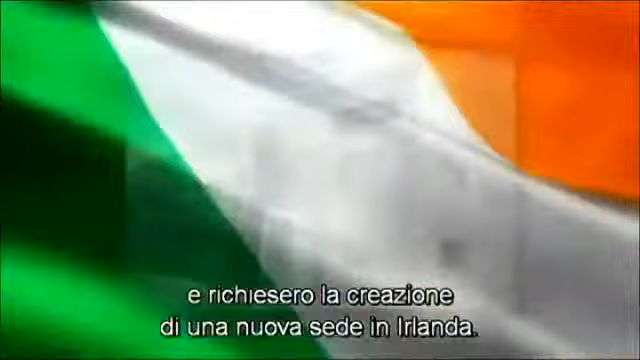 e richiesero la creazione
di una nuova sede in Irlanda.